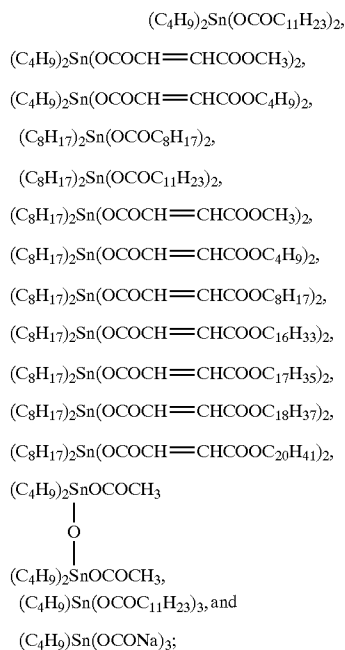 (C₄H₉)₂Sn(OCOC₁₁H₂₃)₂,
(C₄H₉)₂Sn(OCOCH=CHCOOCH₃)₂,
(C₄H₉)₂Sn(OCOCH=CHCOOC₄H₉)₂,
(C₈H₁₇)₂Sn(OCOC₈H₁₇)₂,
(C₈H₁₇)₂Sn(OCOC₁₁H₂₃)₂,
(C₈H₁₇)₂Sn(OCOCH=CHCOOCH₃)₂,
(C₈H₁₇)₂Sn(OCOCH=CHCOOC₄H₉)₂,
(C₈H₁₇)₂Sn(OCOCH=CHCOOC₈H₁₇)₂,
(C₈H₁₇)₂Sn(OCOCH=CHCOOC₁₆H₃₃)₂,
(C₈H₁₇)₂Sn(OCOCH=CHCOOC₁₇H₃₅)₂,
(C₈H₁₇)₂Sn(OCOCH=CHCOOC₁₈H₃₇)₂,
(C₈H₁₇)₂Sn(OCOCH=CHCOOC₂₀H₄₁)₂,
(C₄H₉)₂SnOCOCH₃
O
(C₄H₉)₂SnOCOCH₃,
(C₄H₉)Sn(OCOC₁₁H₂₃)₃, and
(C₄H₉)Sn(OCONa)₃;